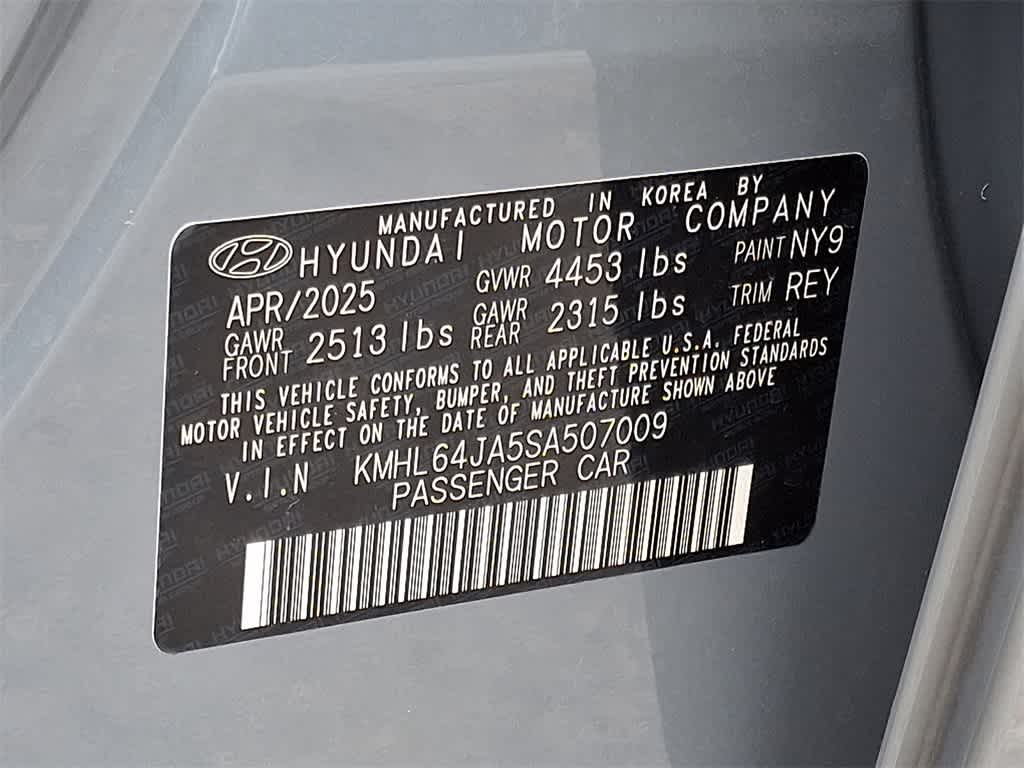 MANUFACTURED IN KOREA BY
HYUNDAI MOTOR COMPANY
APR/2025 GVWR 4453 lbs PAINT NY9
GAWR FRONT 2513 lbs GAWR REAR 2315 lbs TRIM REY
THIS VEHICLE CONFORMS TO ALL APPLICABLE U.S.A. FEDERAL
MOTOR VEHICLE SAFETY, BUMPER, AND THEFT PREVENTION STANDARDS
IN EFFECT ON THE DATE OF MANUFACTURE SHOWN ABOVE
V.I.N KMHL64JA5SA507009
PASSENGER CAR